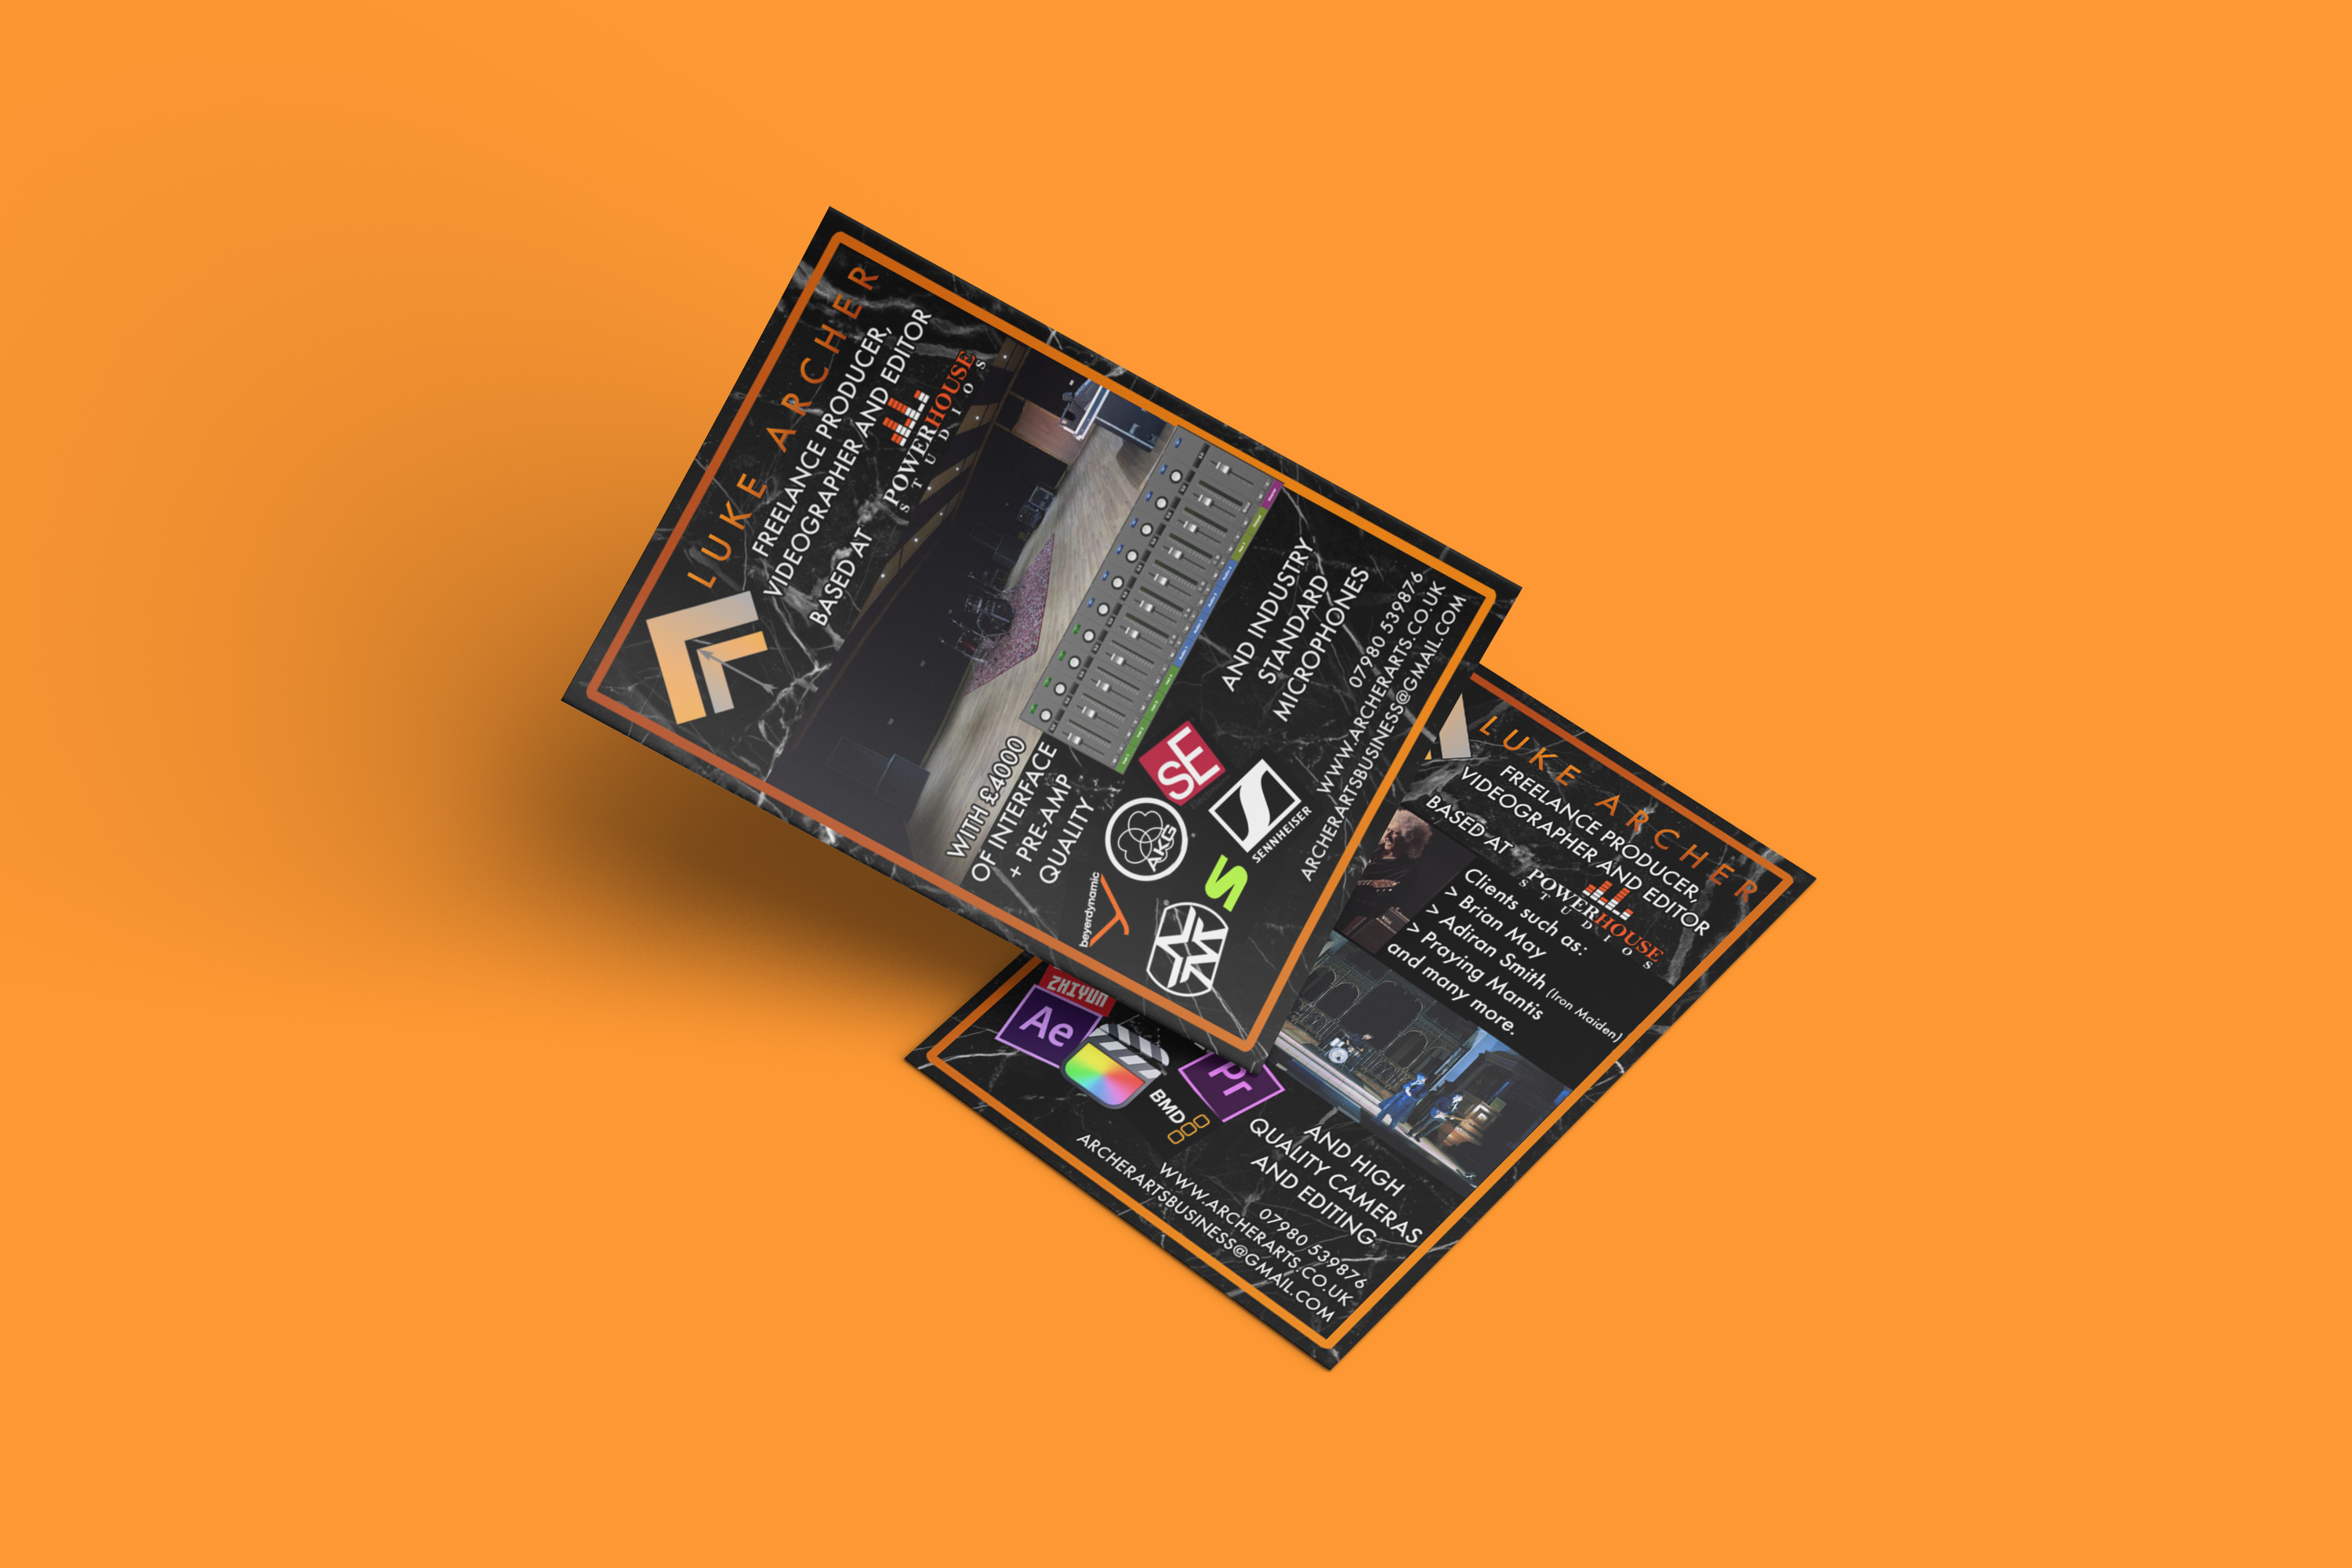 LUKE ARCHER
FREELANCE PRODUCER,
VIDEOGRAPHER AND EDITOR
BASED AT
POWERHOUSE
STUDIOS
WITH £4000
OF INTERFACE
+ PRE-AMP
QUALITY
AND INDUSTRY
STANDARD
MICROPHONES
SE
AKG
SENNHEISER
beyerdynamic
07980 539876
WWW.ARCHERARTS.CO.UK
ARCHERARTSBUSINESS@GMAIL.COM
LUKE ARCHER
FREELANCE PRODUCER,
VIDEOGRAPHER AND EDITOR
BASED AT
POWERHOUSE
STUDIOS
Clients such as:
> Brian May
> Adiran Smith (Iron Maiden)
> Praying Mantis
and many more.
ZHIYUN
Ae
Pr
BMD
AND HIGH
QUALITY CAMERAS
AND EDITING
07980 539876
WWW.ARCHERARTS.CO.UK
ARCHERARTSBUSINESS@GMAIL.COM